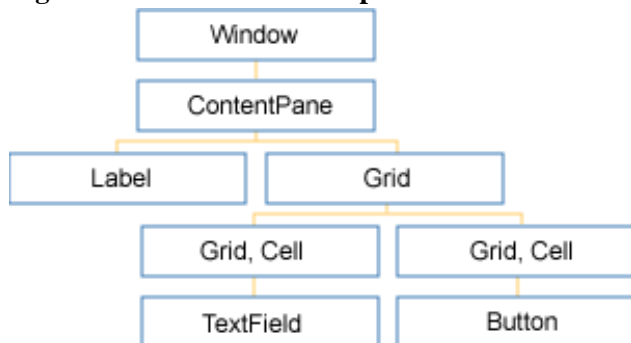 Window
ContentPane
Label
Grid
Grid, Cell
Grid, Cell
TextField
Button